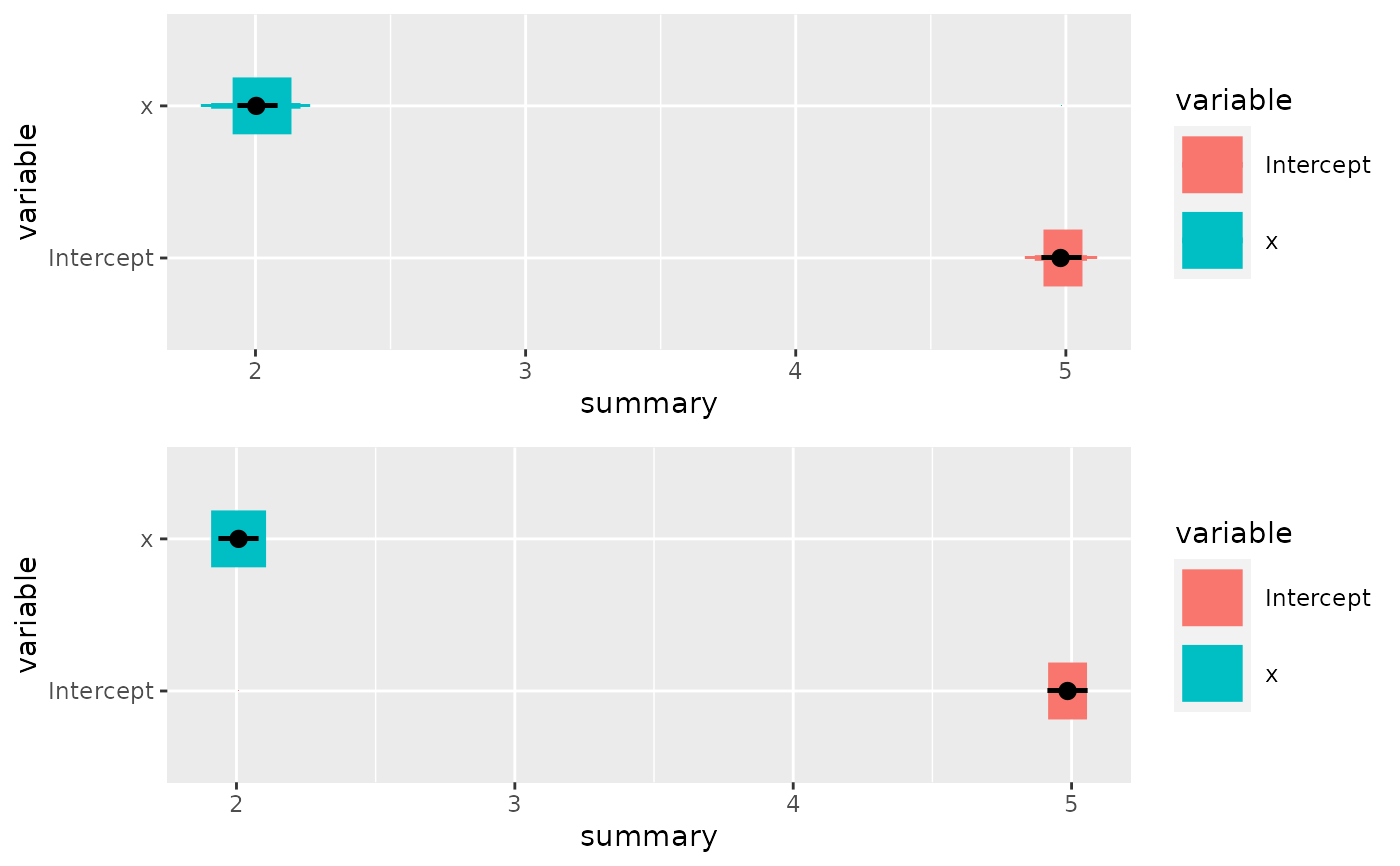 variable
x
Intercept
2 3 4 5
summary
variable
Intercept
x
variable
x
Intercept
2 3 4 5
summary
variable
Intercept
x